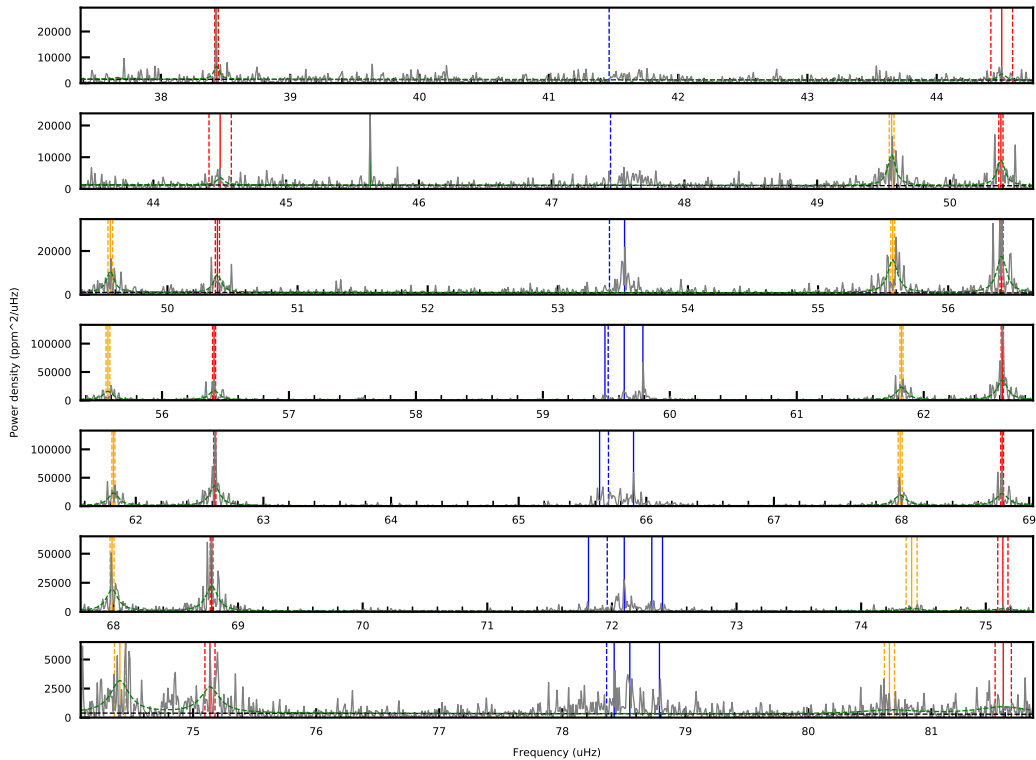 20000
10000
0
38 39 40 41 42 43 44
20000
10000
0
44 45 46 47 48 49 50
20000
0
50 51 52 53 54 55 56
100000
50000
0
56 57 58 59 60 61 62
100000
50000
0
62 63 64 65 66 67 68 69
50000
25000
0
68 69 70 71 72 73 74 75
5000
2500
0
75 76 77 78 79 80 81
Power density (ppm^2/uHz)
Frequency (uHz)